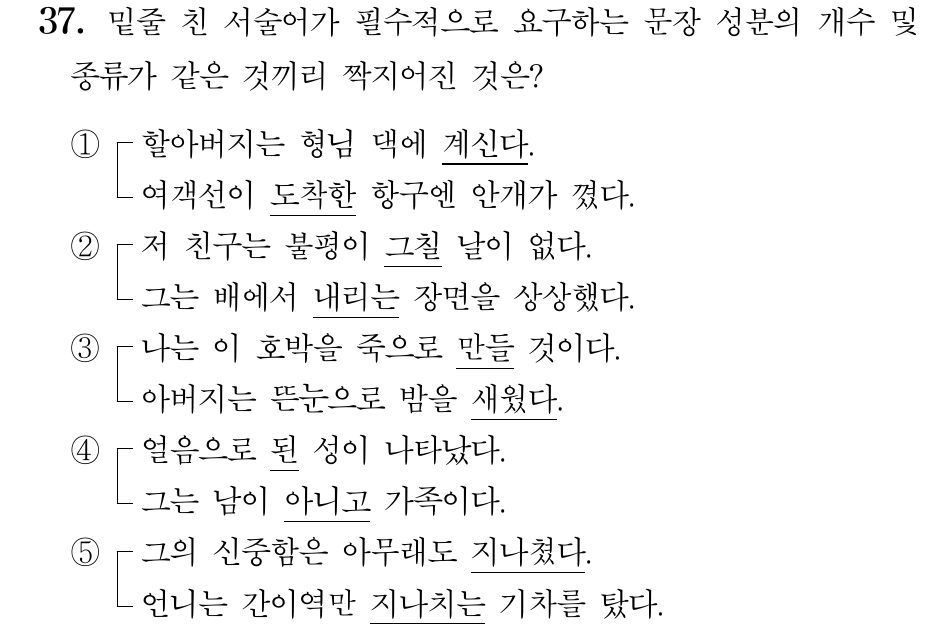 37. 밑줄 친 서술어가 필수적으로 요구하는 문장 성분의 개수 및
종류가 같은 것끼리 짝지어진 것은?
① 할아버지는 형님 댁에 계신다.
여객선이 도착한 항구엔 안개가 꼈다.
② 저 친구는 불평이 그칠 날이 없다.
그는 배에서 내리는 장면을 상상했다.
③ 나는 이 호박을 죽으로 만들 것이다.
아버지는 뜬눈으로 밤을 새웠다.
④ 얼음으로 된 성이 나타났다.
그는 남이 아니고 가족이다.
⑤ 그의 신중함은 아무래도 지나쳤다.
언니는 간이역만 지나치는 기차를 탔다.